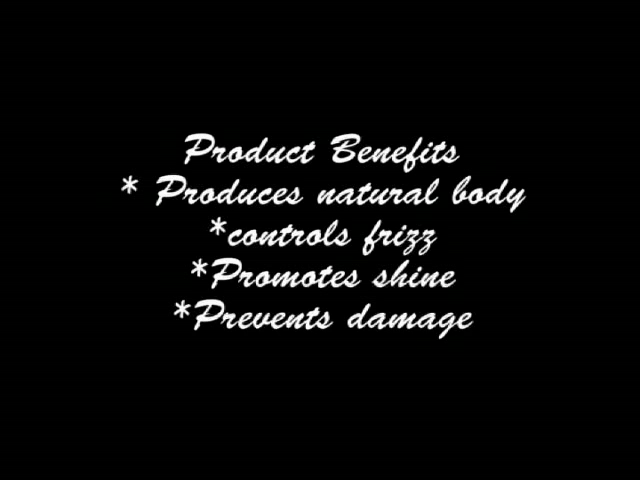 Product Benefits
* Produces natural body
*controls frizz
*Promotes shine
*Prevents damage